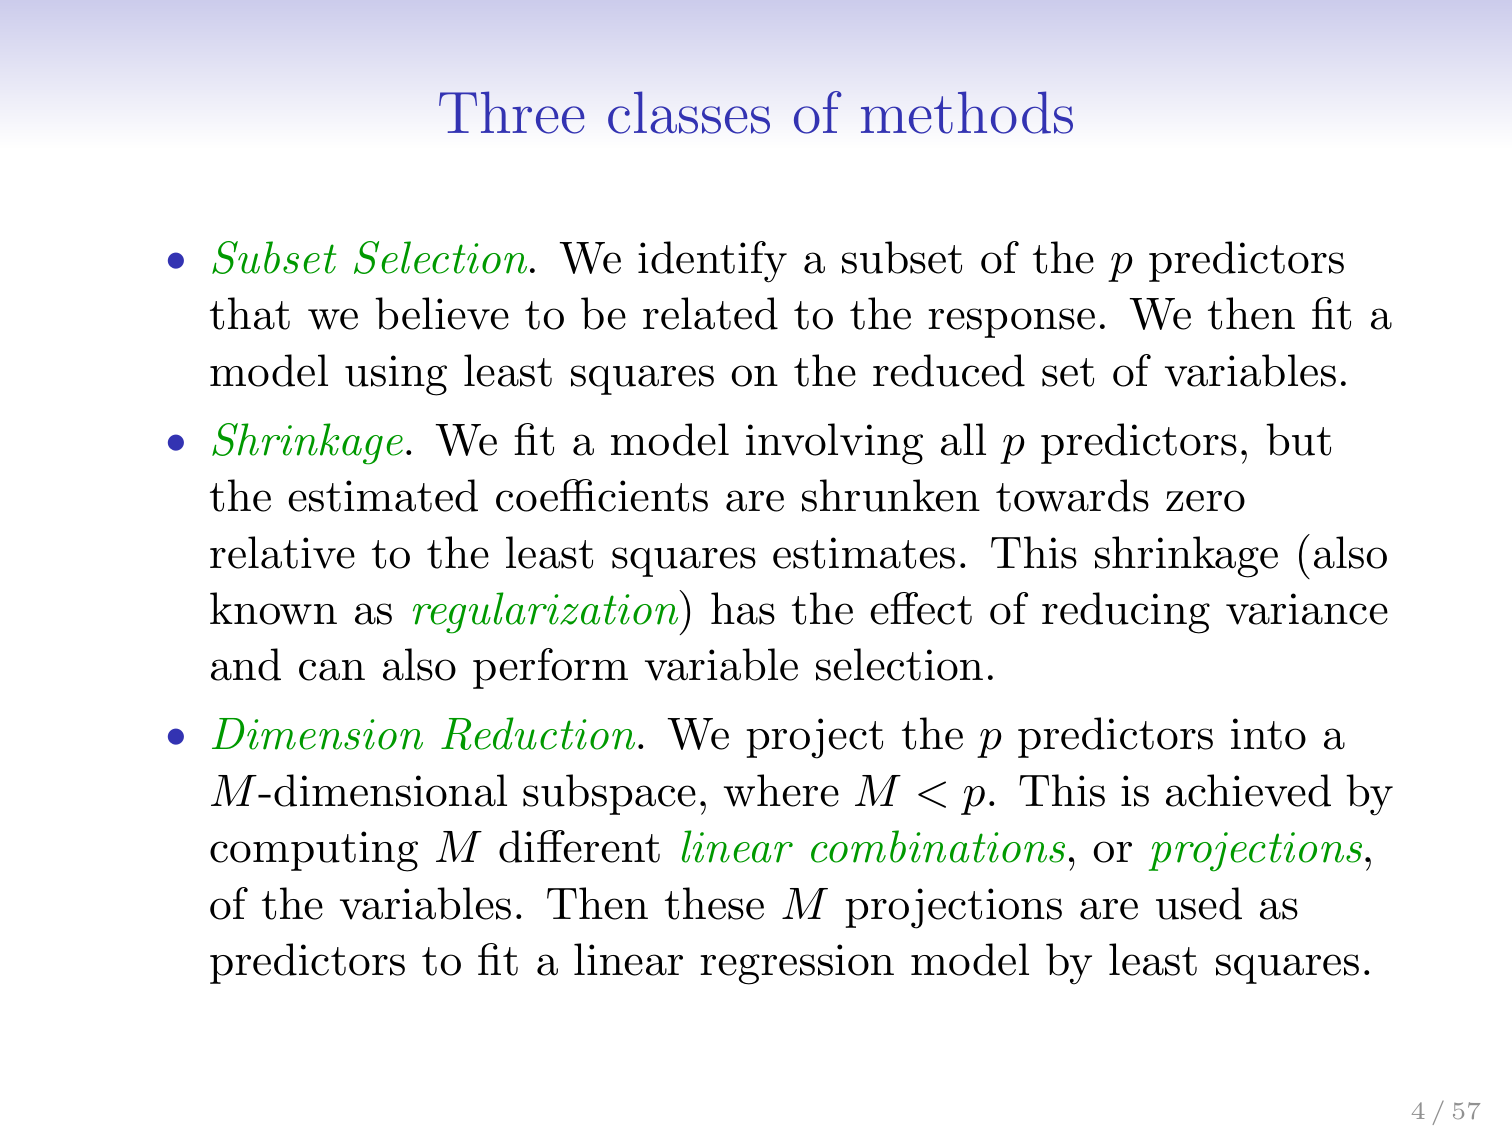 Three classes of methods
• Subset Selection. We identify a subset of the p predictors
that we believe to be related to the response. We then fit a
model using least squares on the reduced set of variables.
• Shrinkage. We fit a model involving all p predictors, but
the estimated coefficients are shrunken towards zero
relative to the least squares estimates. This shrinkage (also
known as regularization) has the effect of reducing variance
and can also perform variable selection.
• Dimension Reduction. We project the p predictors into a
M-dimensional subspace, where M < p. This is achieved by
computing M different linear combinations, or projections,
of the variables. Then these M projections are used as
predictors to fit a linear regression model by least squares.
4 / 57